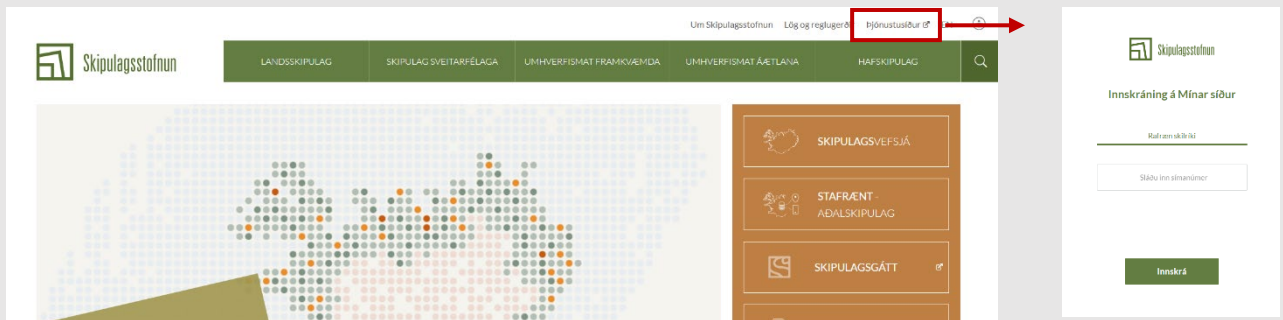 Um Skipulagsstofnun Lög og reglugerðir Þjónustusíður EN
Skipulagsstofnun
LANDSSKIPULAG SKIPULAG SVEITARFÉLAGA UMHVERFISMAT FRAMKVÆMDA UMHVERFISMAT ÁÆTLANA HAFSKIPULAG
SKIPULAGSVEFSJÁ
STAFRÆNT -
AÐALSKIPULAG
SKIPULAGSGÁTT
Skipulagsstofnun
Innskráning á Mínar síður
Rafræn skilríki
Sláðu inn símanúmer
Innskrá